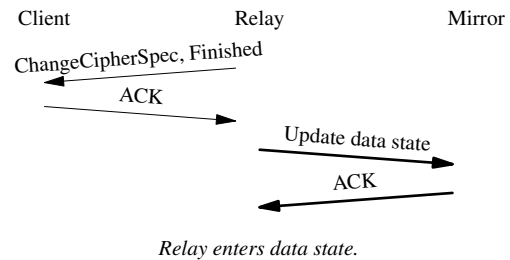 Client Relay Mirror
ChangeCipherSpec, Finished
ACK
Update data state
ACK
Relay enters data state.